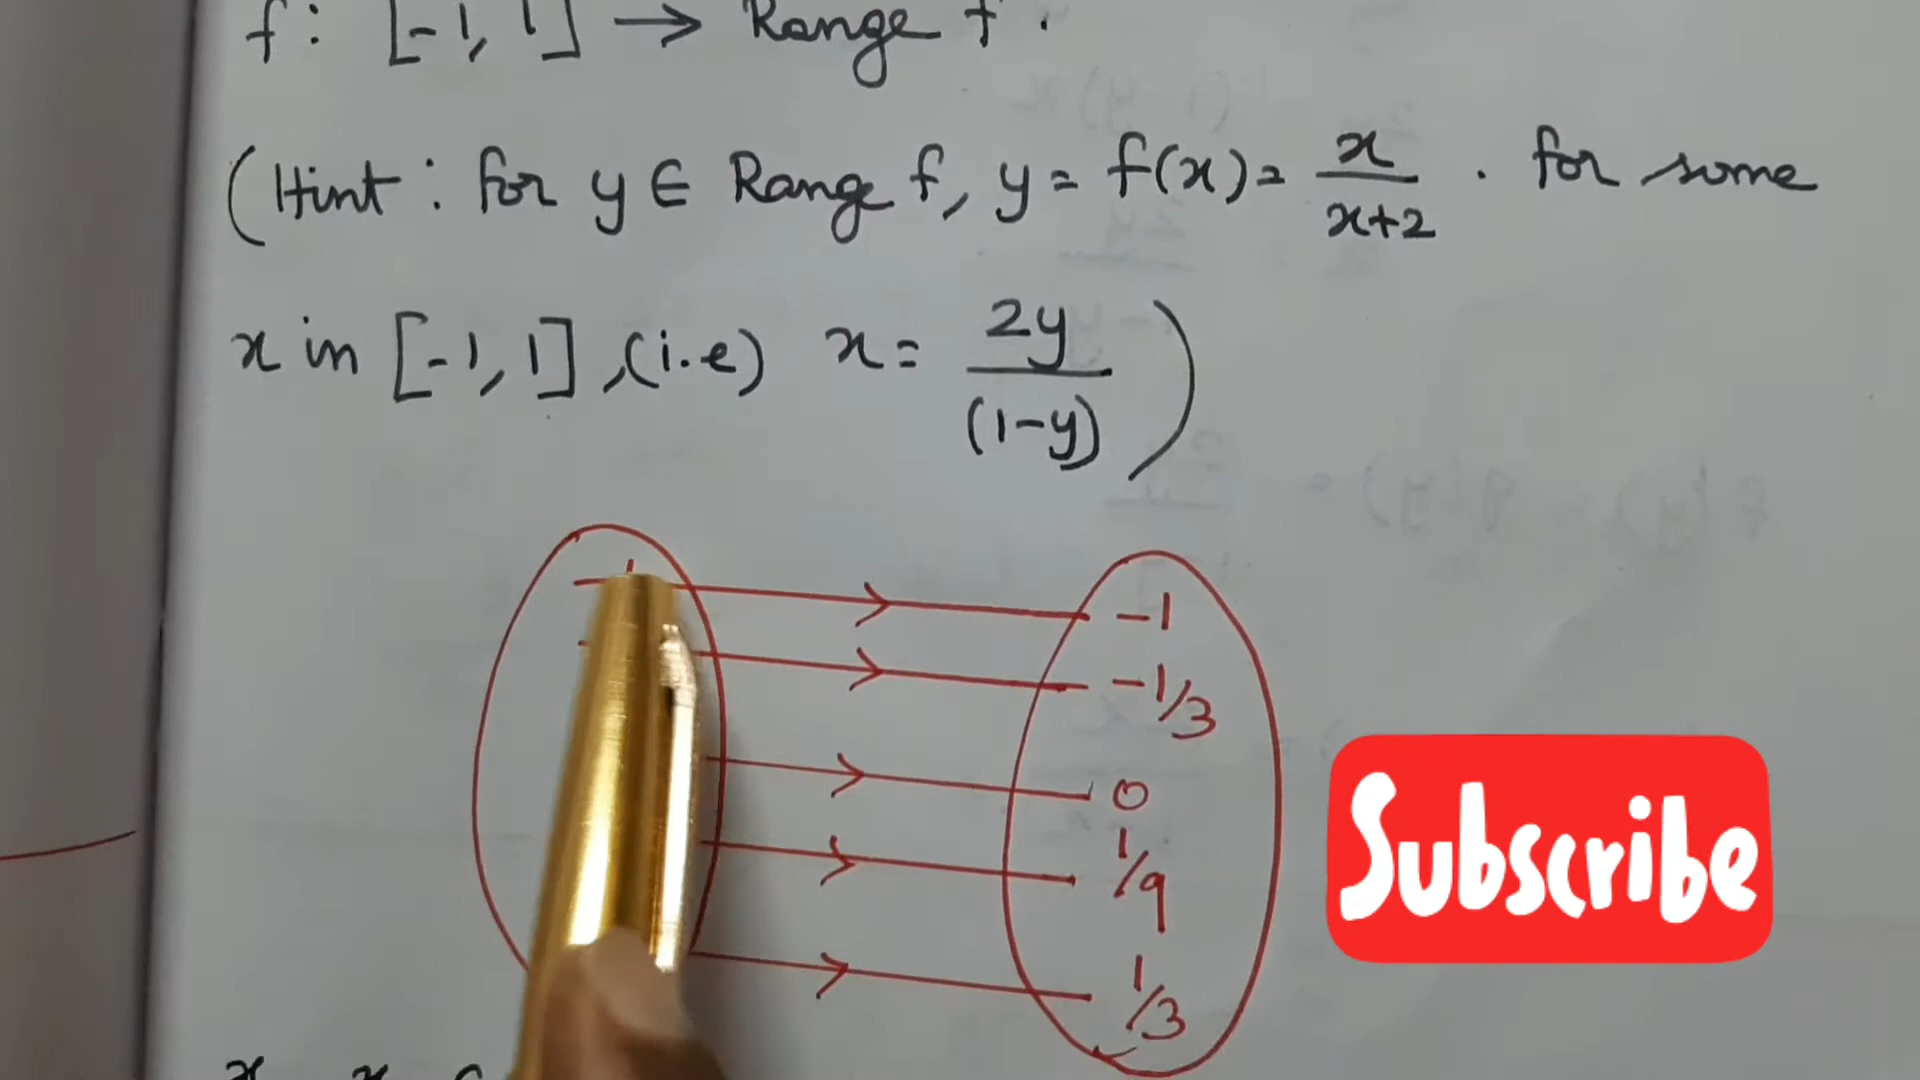 f: [-1, 1] → Range f.
(Hint: for y ∈ Range f, y = f(x) = x/(x+2) . for some
x in [-1, 1], (i.e) x = 2y/(1-y) )
-1
-1/3
0
1/9
1/3
Subscribe